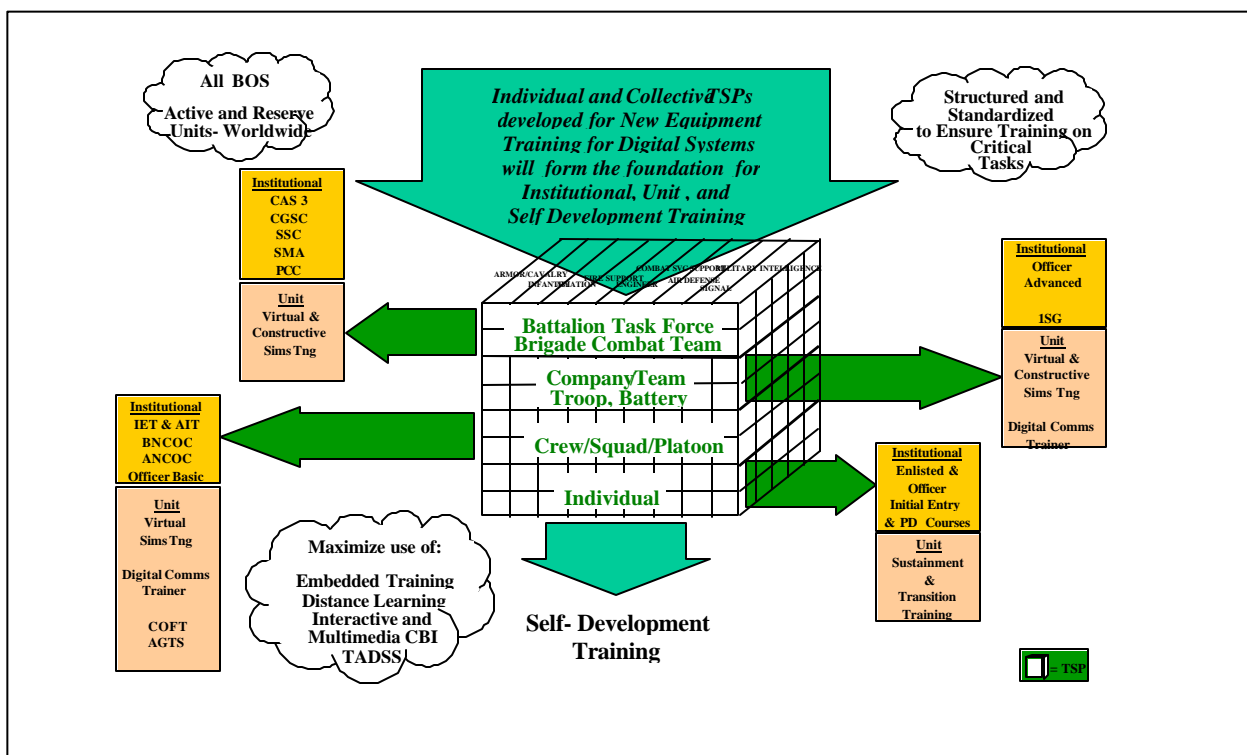 All BOS
Active and Reserve
Units- Worldwide
Individual and Collective TSPs
developed for New Equipment
Training for Digital Systems
will form the foundation for
Institutional, Unit , and
Self Development Training
Structured and
Standardized
to Ensure Training on
Critical
Tasks
Institutional
CAS 3
CGSC
SSC
SMA
PCC
Unit
Virtual &
Constructive
Sims Tng
ARMOR/CAVALRY
INFANTRY
AVIATION
FIRE SUPPORT
ENGINEER
COMBAT SVC SUPPORT
AIR DEFENSE
SIGNAL
MILITARY INTELLIGENCE
Battalion Task Force
Brigade Combat Team
Company/Team
Troop, Battery
Crew/Squad/Platoon
Individual
Institutional
Officer
Advanced
1SG
Unit
Virtual &
Constructive
Sims Tng
Digital Comms
Trainer
Institutional
IET & AIT
BNCOC
ANCOC
Officer Basic
Unit
Virtual
Sims Tng
Digital Comms
Trainer
COFT
AGTS
Institutional
Enlisted &
Officer
Initial Entry
& PD Courses
Unit
Sustainment
&
Transition
Training
Maximize use of:
Embedded Training
Distance Learning
Interactive and
Multimedia CBI
TADSS
Self- Development
Training
= TSP